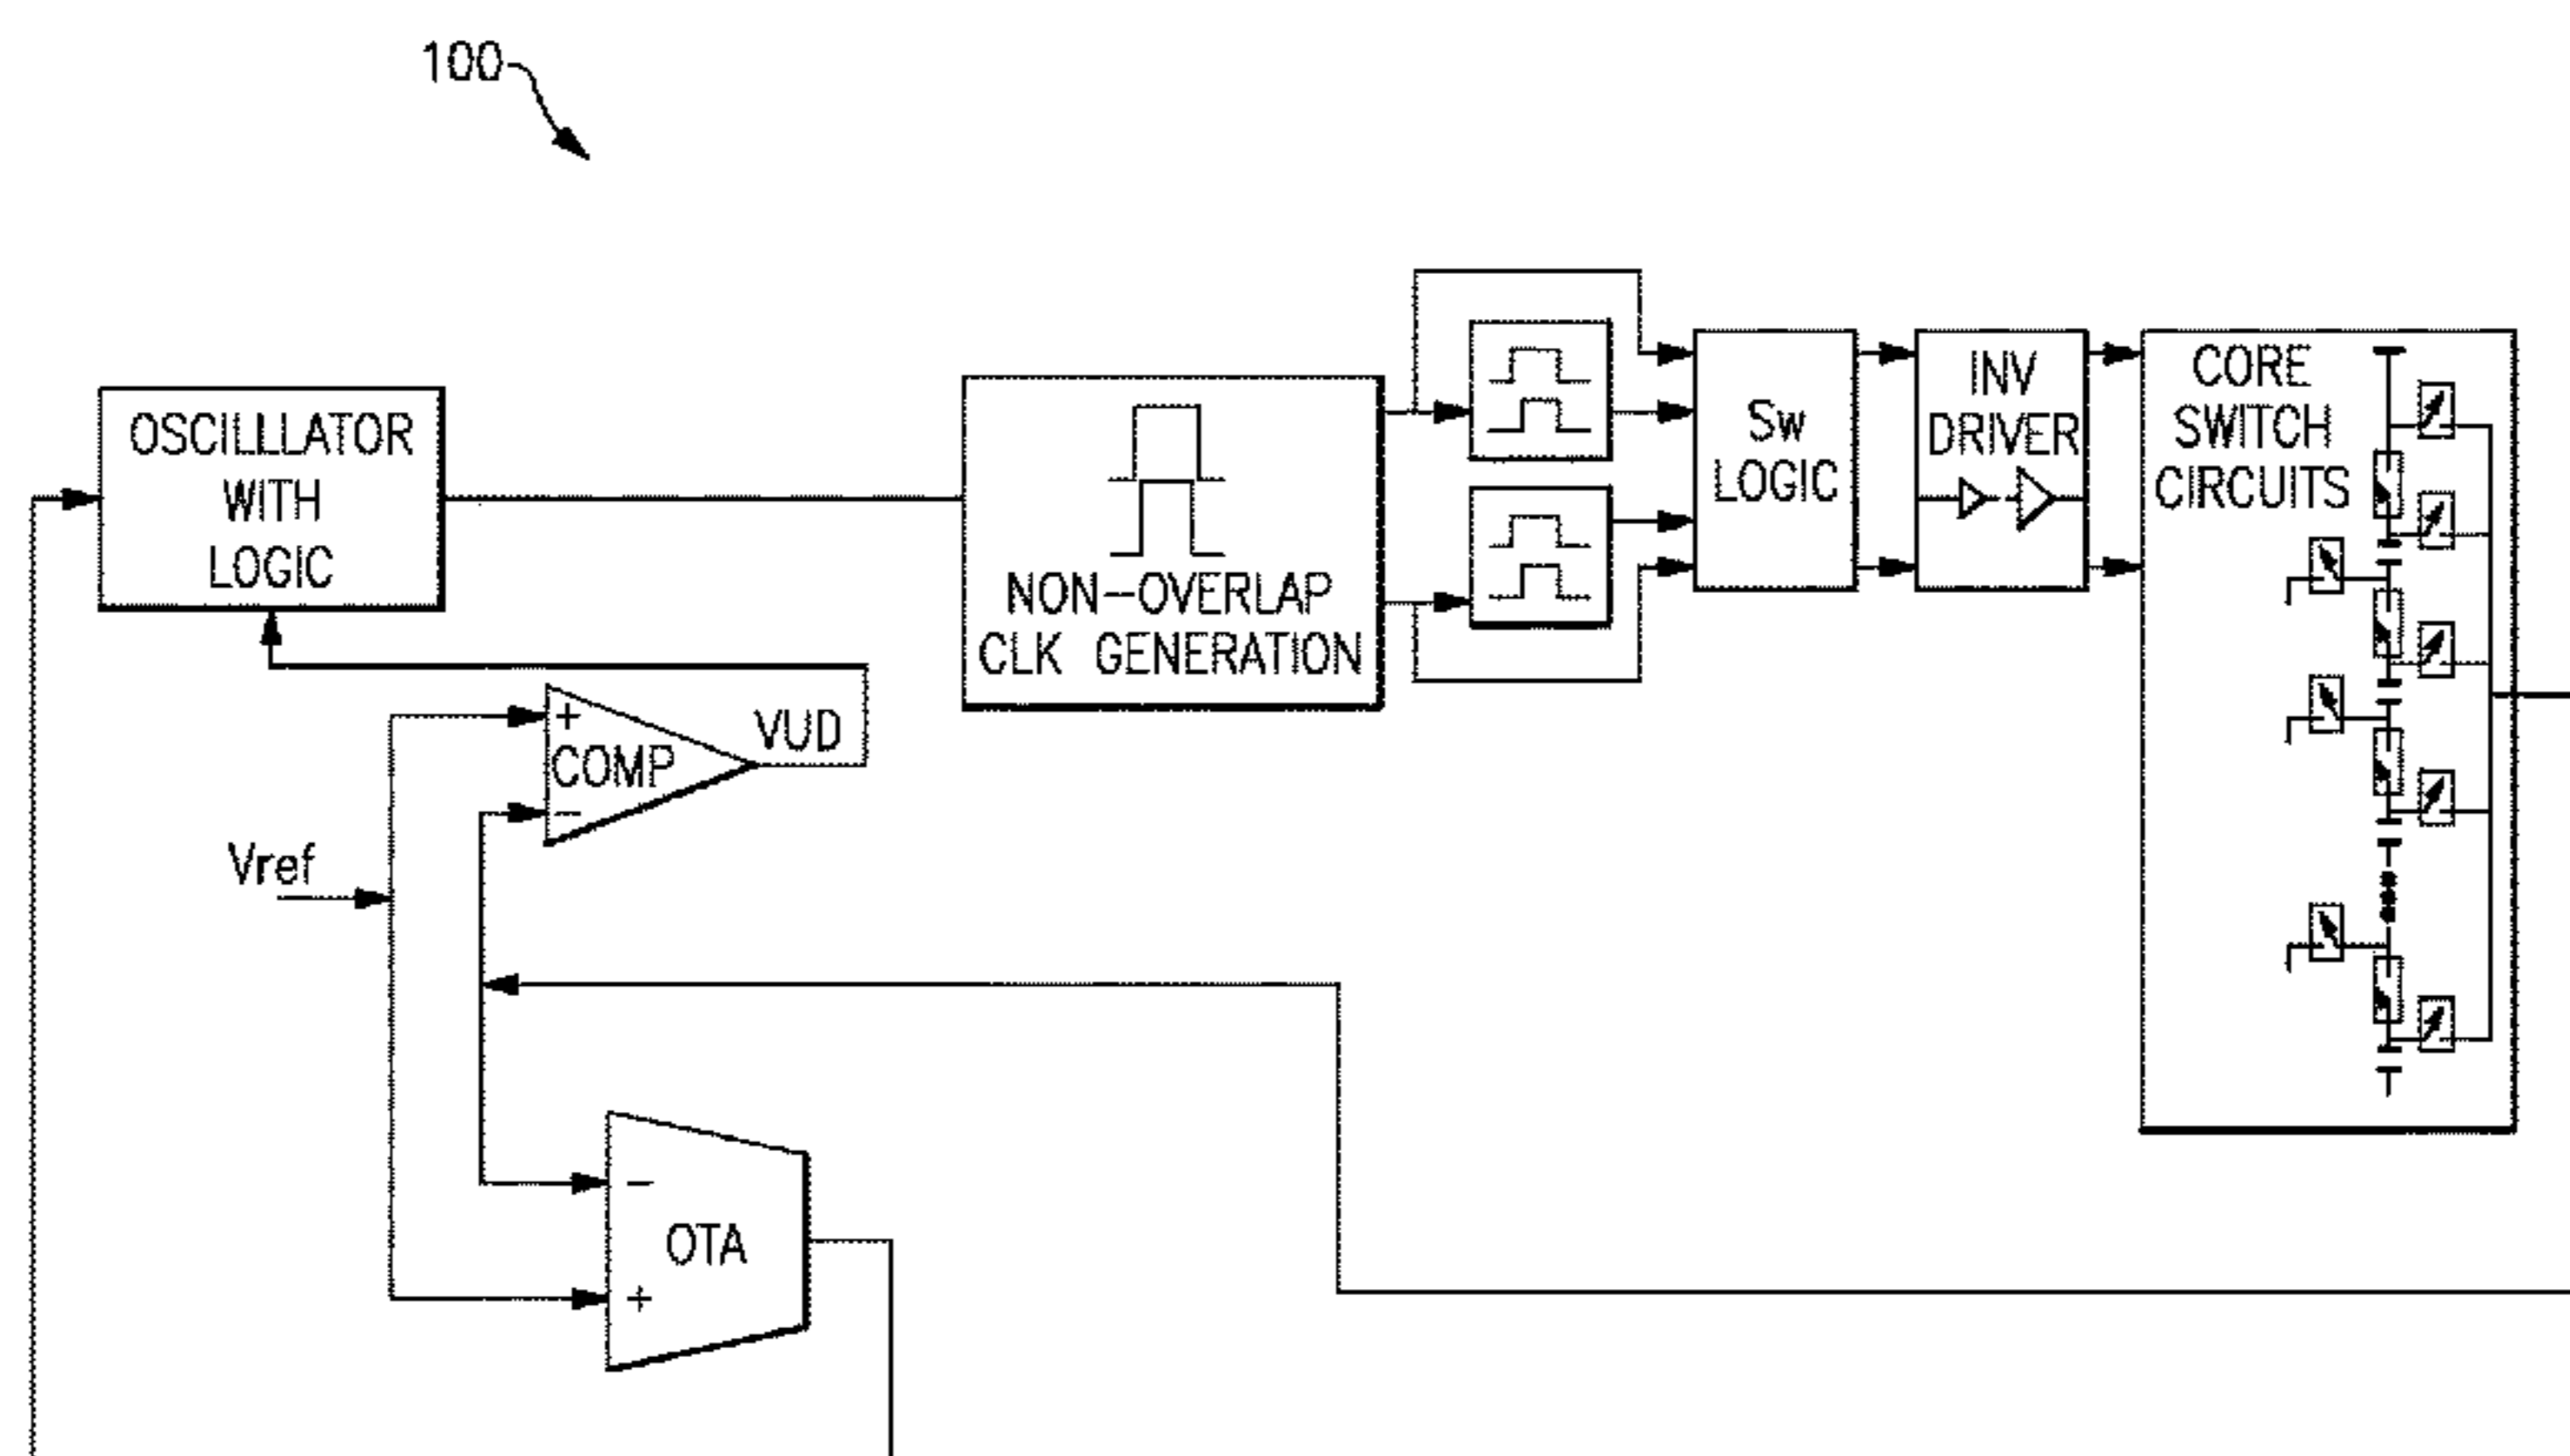 100
OSCILLLATOR
WITH
LOGIC
NON-OVERLAP
CLK GENERATION
Sw
LOGIC
INV
DRIVER
CORE
SWITCH
CIRCUITS
+
COMP
-
VUD
Vref
-
OTA
+